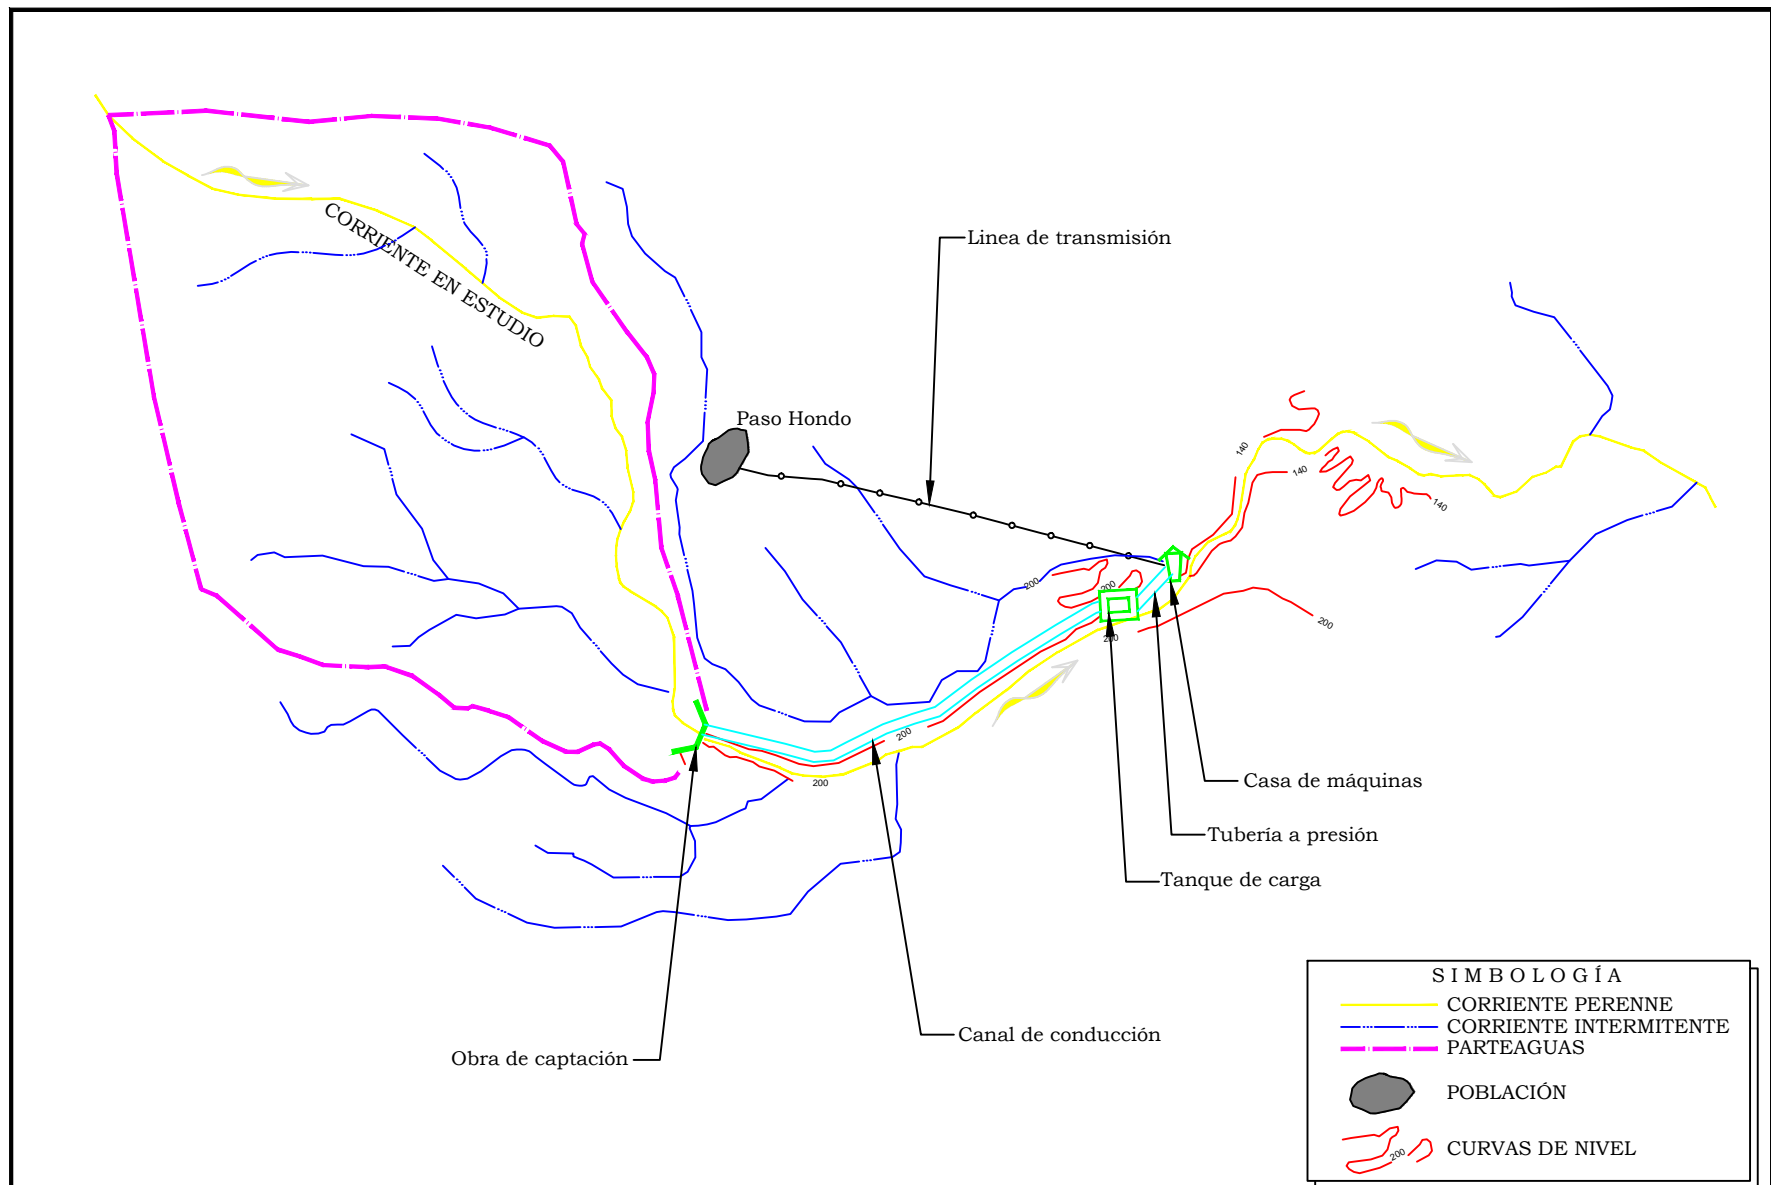 Linea de transmisión
CORRIENTE EN ESTUDIO
Paso Hondo
140
140
140
200
200
200
200
200
200
Casa de máquinas
Tubería a presión
Tanque de carga
Canal de conducción
Obra de captación
SIMBOLOGÍA
CORRIENTE PERENNE
CORRIENTE INTERMITENTE
PARTEAGUAS
POBLACIÓN
CURVAS DE NIVEL
200